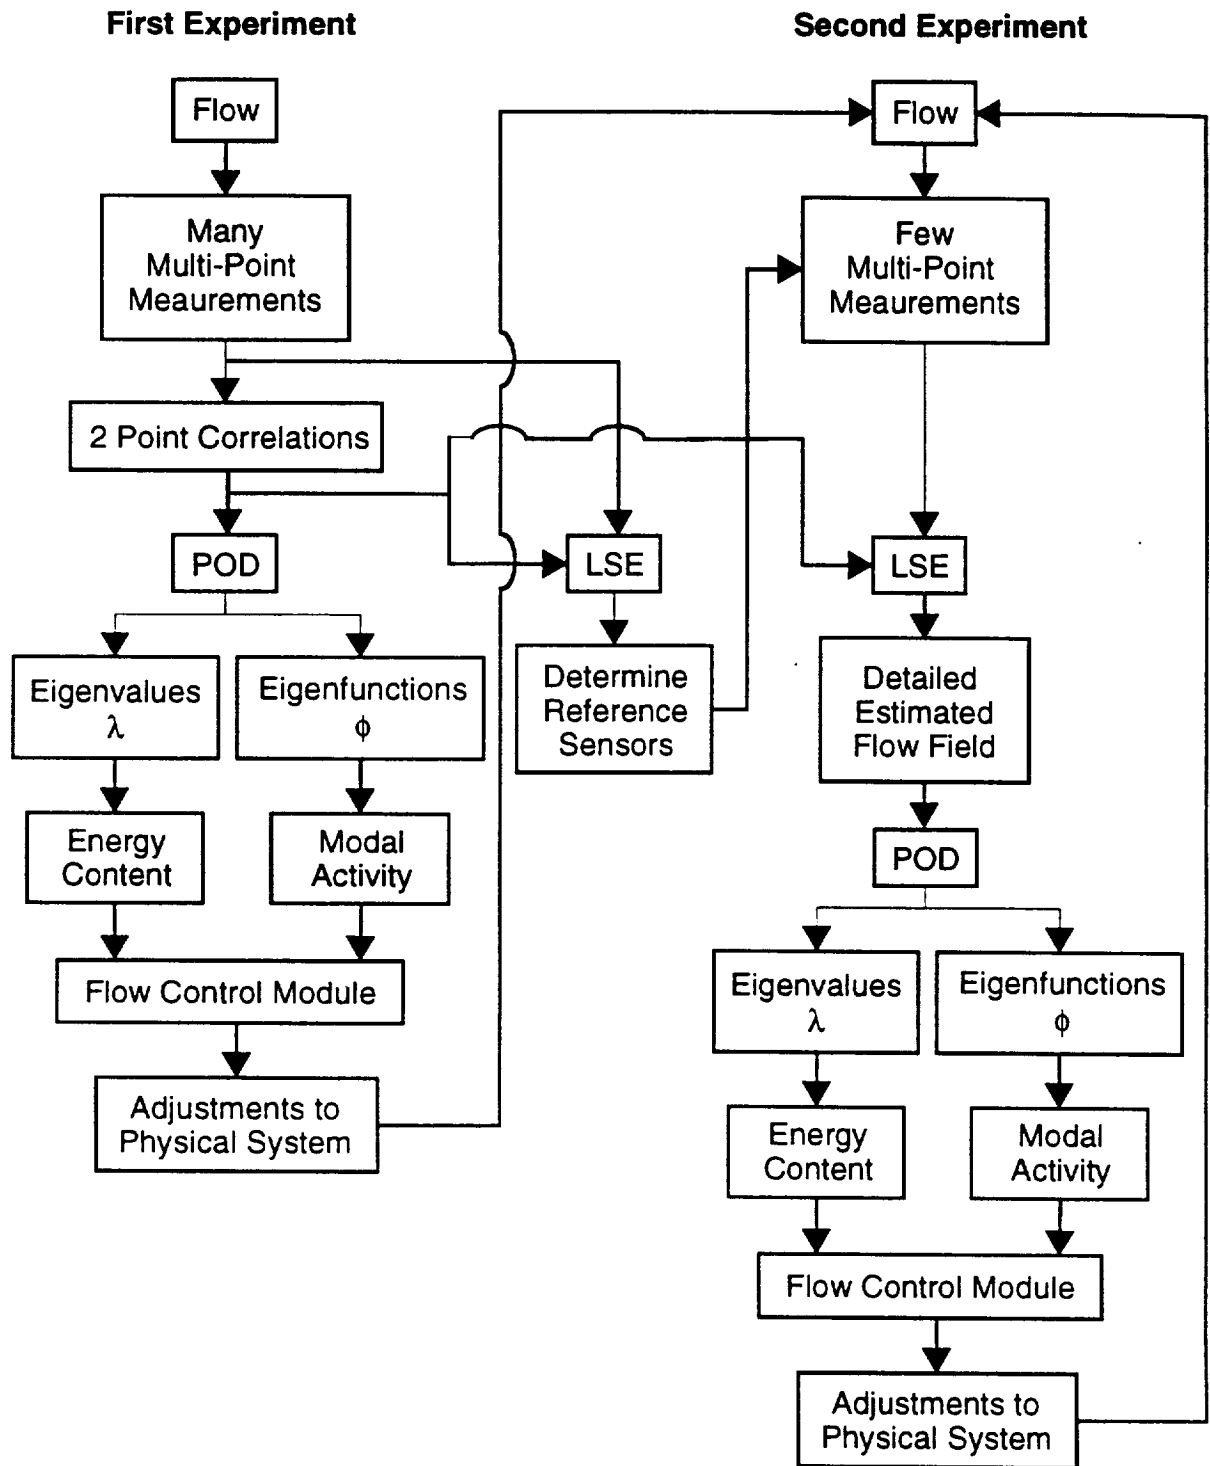 First Experiment
Flow
Many
Multi-Point
Meaurements
2 Point Correlations
POD
Eigenvalues
λ
Eigenfunctions
ϕ
Energy
Content
Modal
Activity
Flow Control Module
Adjustments to
Physical System
LSE
Determine
Reference
Sensors
Second Experiment
Flow
Few
Multi-Point
Meaurements
LSE
Detailed
Estimated
Flow Field
POD
Eigenvalues
λ
Eigenfunctions
ϕ
Energy
Content
Modal
Activity
Flow Control Module
Adjustments to
Physical System